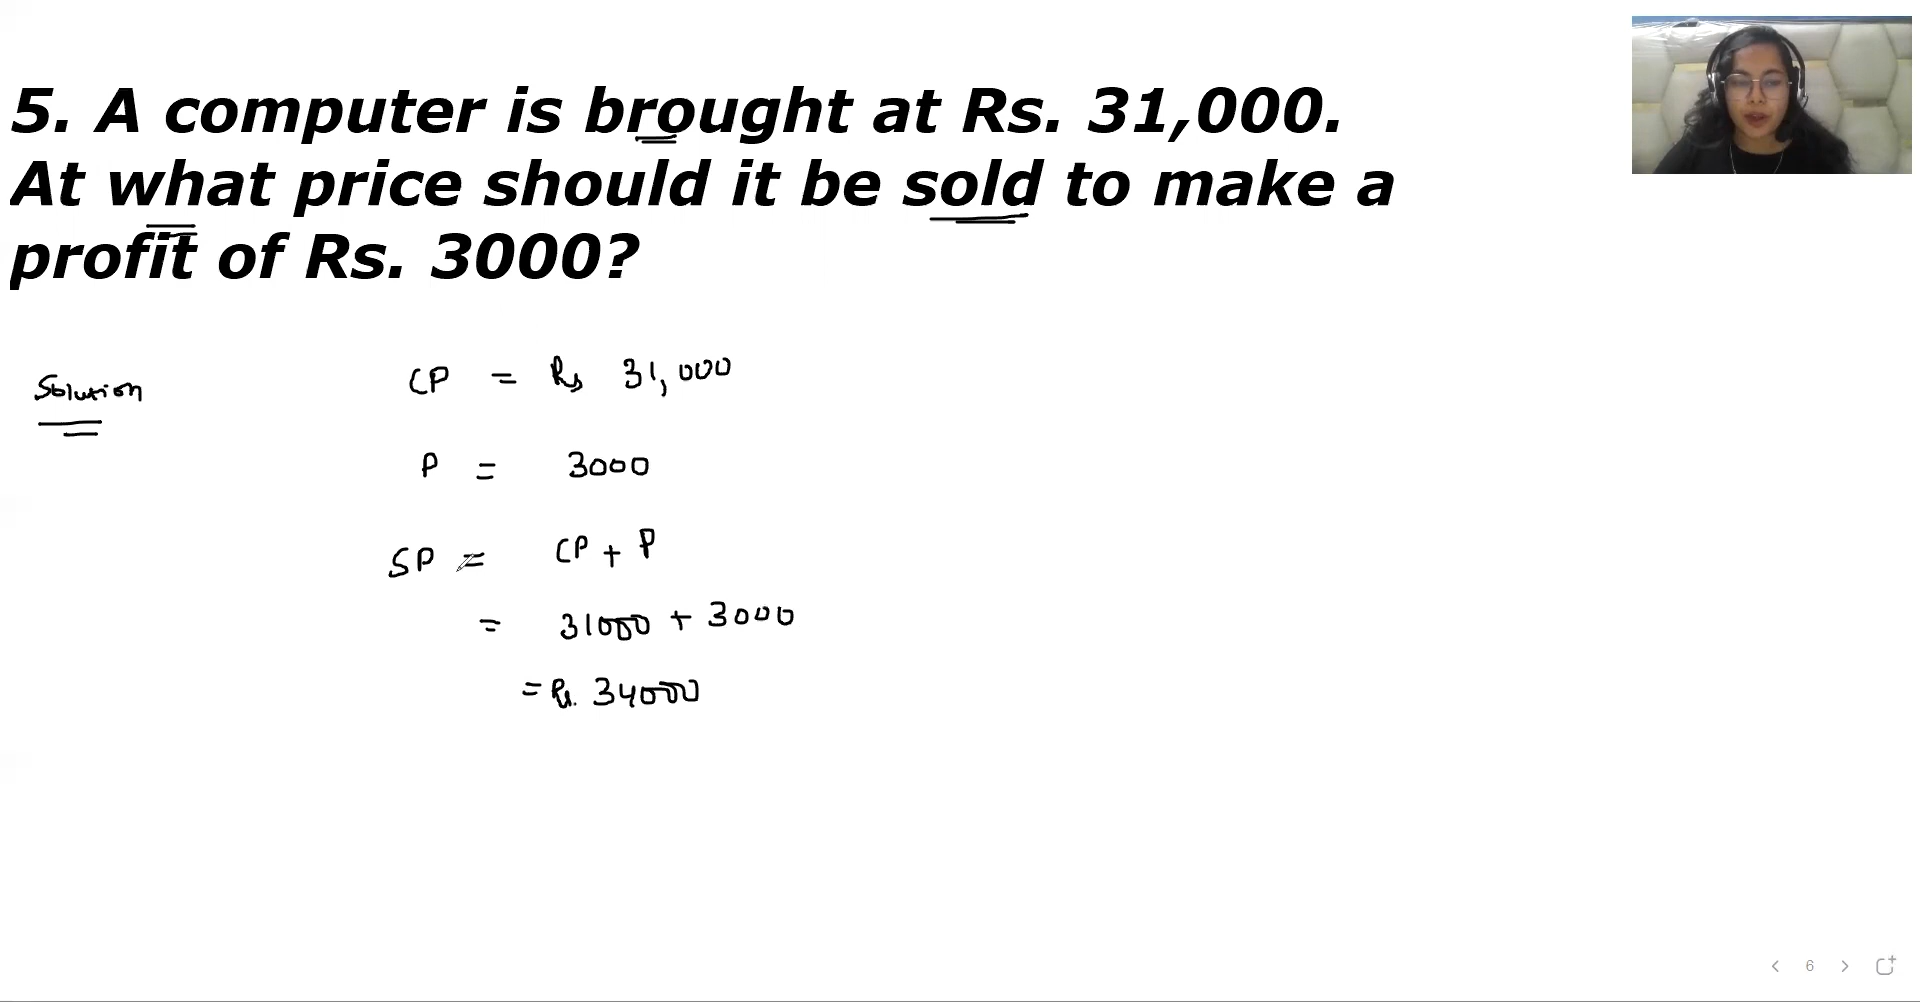 5. A computer is brought at Rs. 31,000.
At what price should it be sold to make a
profit of Rs. 3000?
Solution
CP = Rs 31,000
P = 3000
SP = CP + P
= 31000 + 3000
= Rs. 34000
6